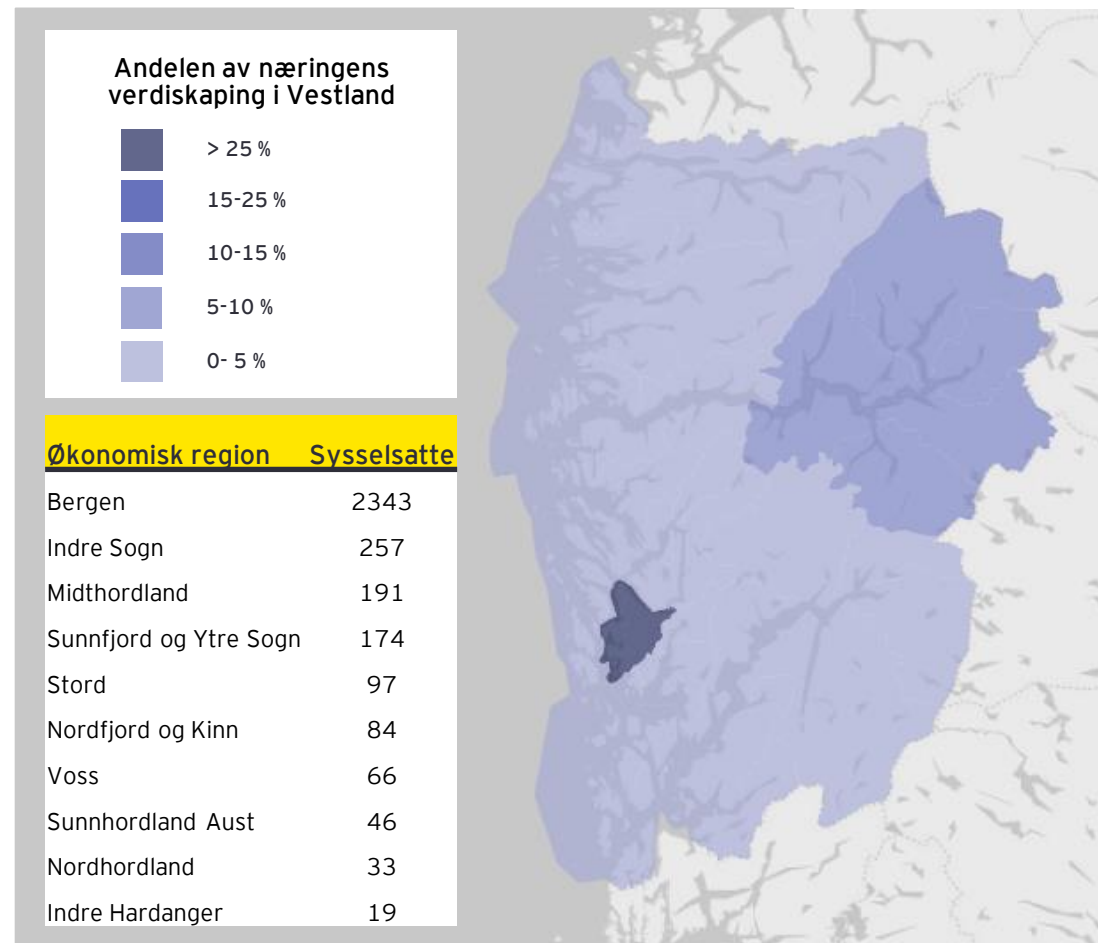 Andelen av næringens
verdiskaping i Vestland
> 25 %
15-25 %
10-15 %
5-10 %
0- 5 %
Økonomisk region Sysselsatte
Bergen 2343
Indre Sogn 257
Midthordland 191
Sunnfjord og Ytre Sogn 174
Stord 97
Nordfjord og Kinn 84
Voss 66
Sunnhordland Aust 46
Nordhordland 33
Indre Hardanger 19